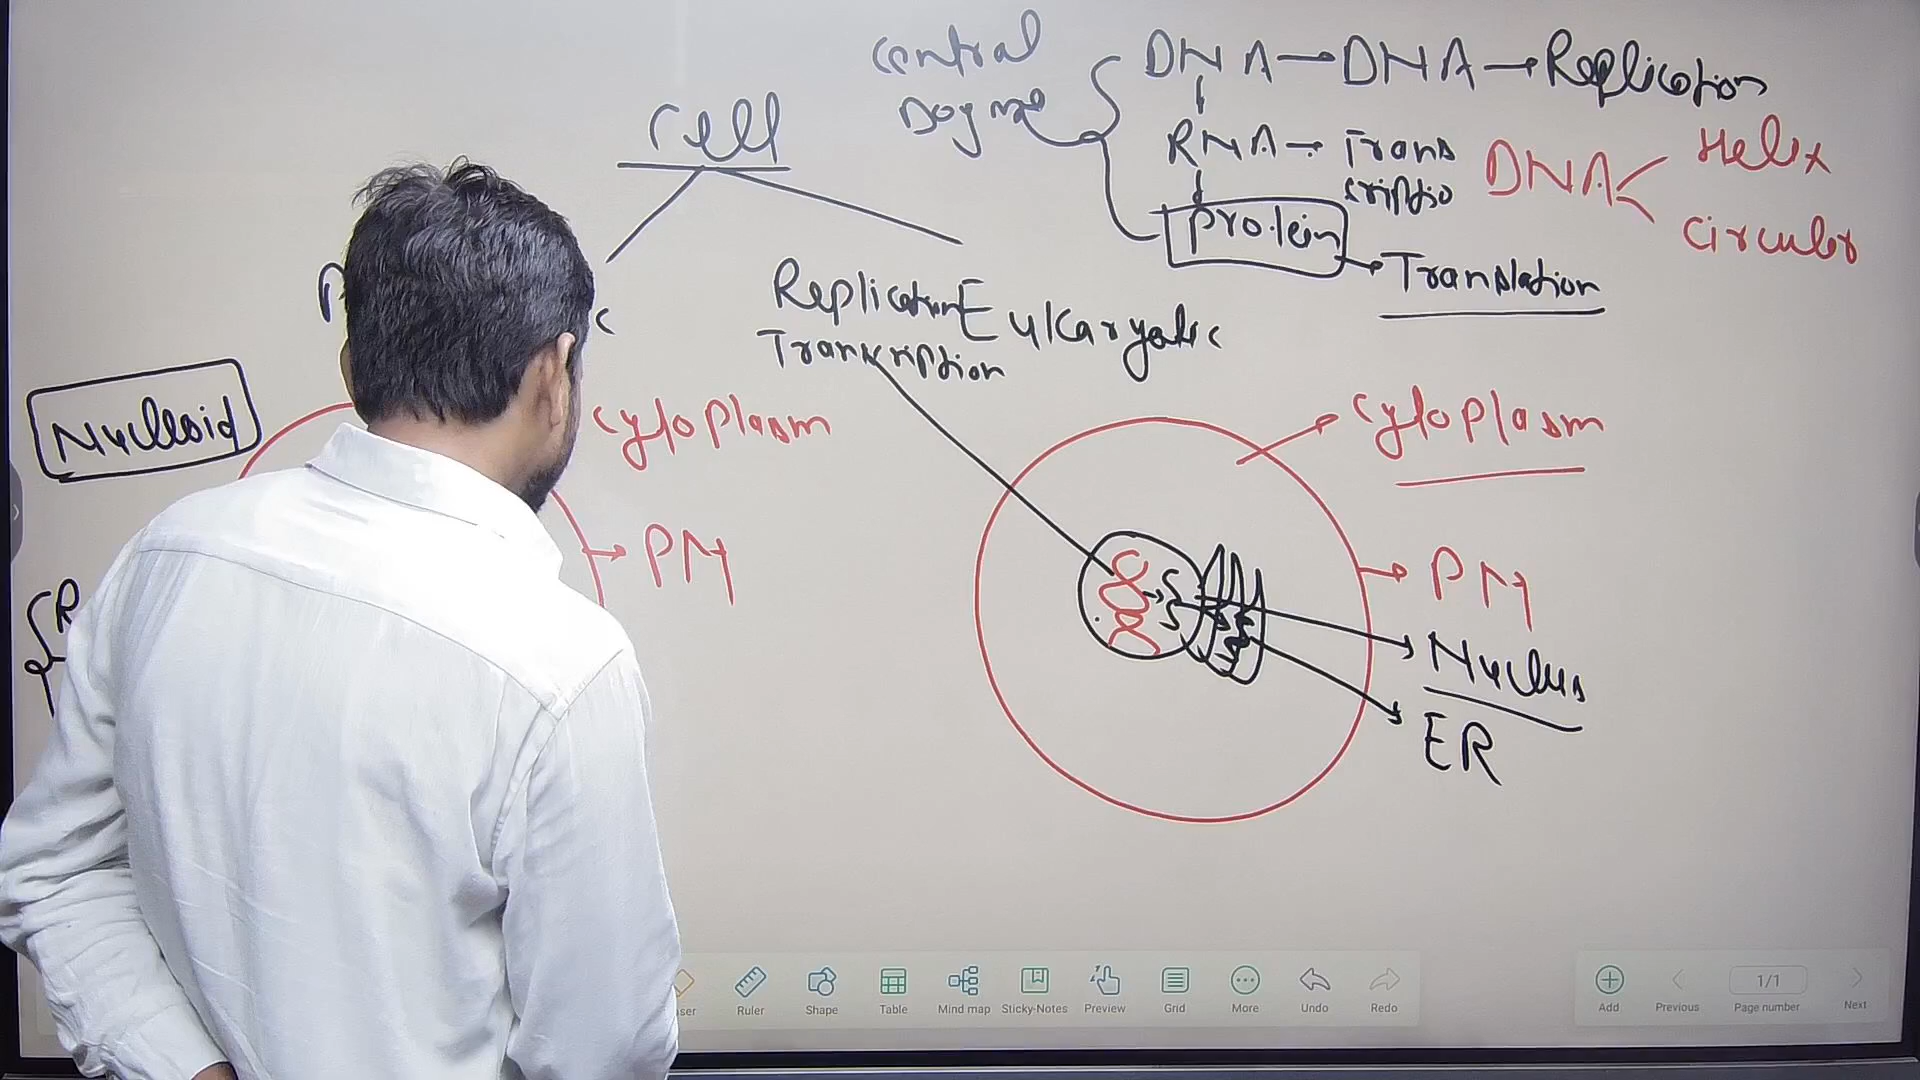 central
Dogma
DNA → DNA → Replication
RNA → Trans
criptio
Protein
Translation
DNA
Helix
Circular
Cell
Replication
Transkription
Eukaryotic
Nucleoid
Cytoplasm
PM
Cytoplasm
PM
Nucleus
ER
Ruler
Shape
Table
Mind map
Sticky-Notes
Preview
Grid
More
Undo
Redo
Add
Previous
1/1
Page number
Next